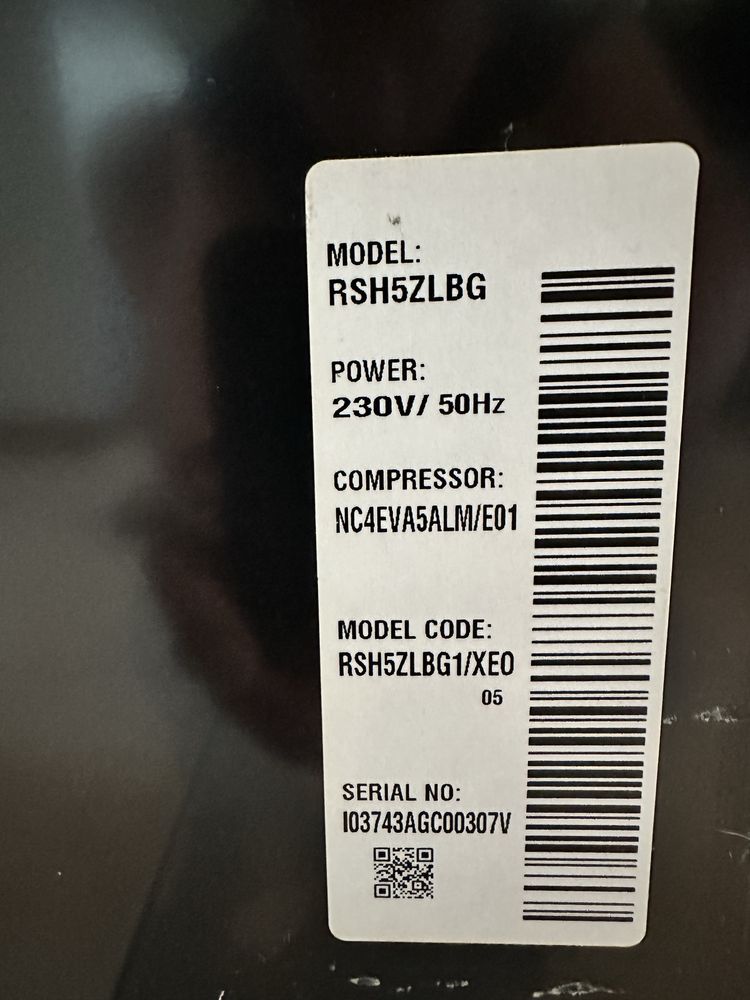 MODEL:
RSH5ZLBG
POWER:
230V/ 50Hz
COMPRESSOR:
NC4EVA5ALM/E01
MODEL CODE:
RSH5ZLBG1/XEO
05
SERIAL NO:
I03743AGC00307V